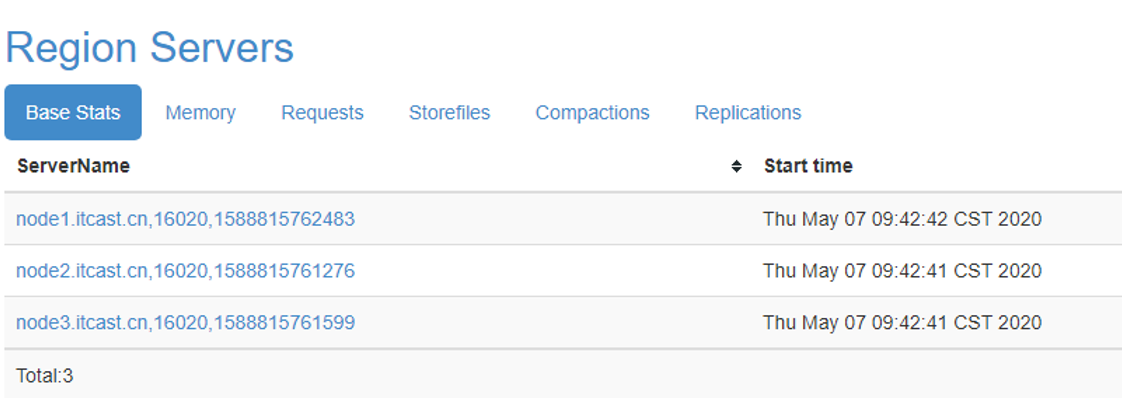 Region Servers
Base Stats Memory Requests Storefiles Compactions Replications
ServerName Start time
node1.itcast.cn,16020,1588815762483 Thu May 07 09:42:42 CST 2020
node2.itcast.cn,16020,1588815761276 Thu May 07 09:42:41 CST 2020
node3.itcast.cn,16020,1588815761599 Thu May 07 09:42:41 CST 2020
Total:3